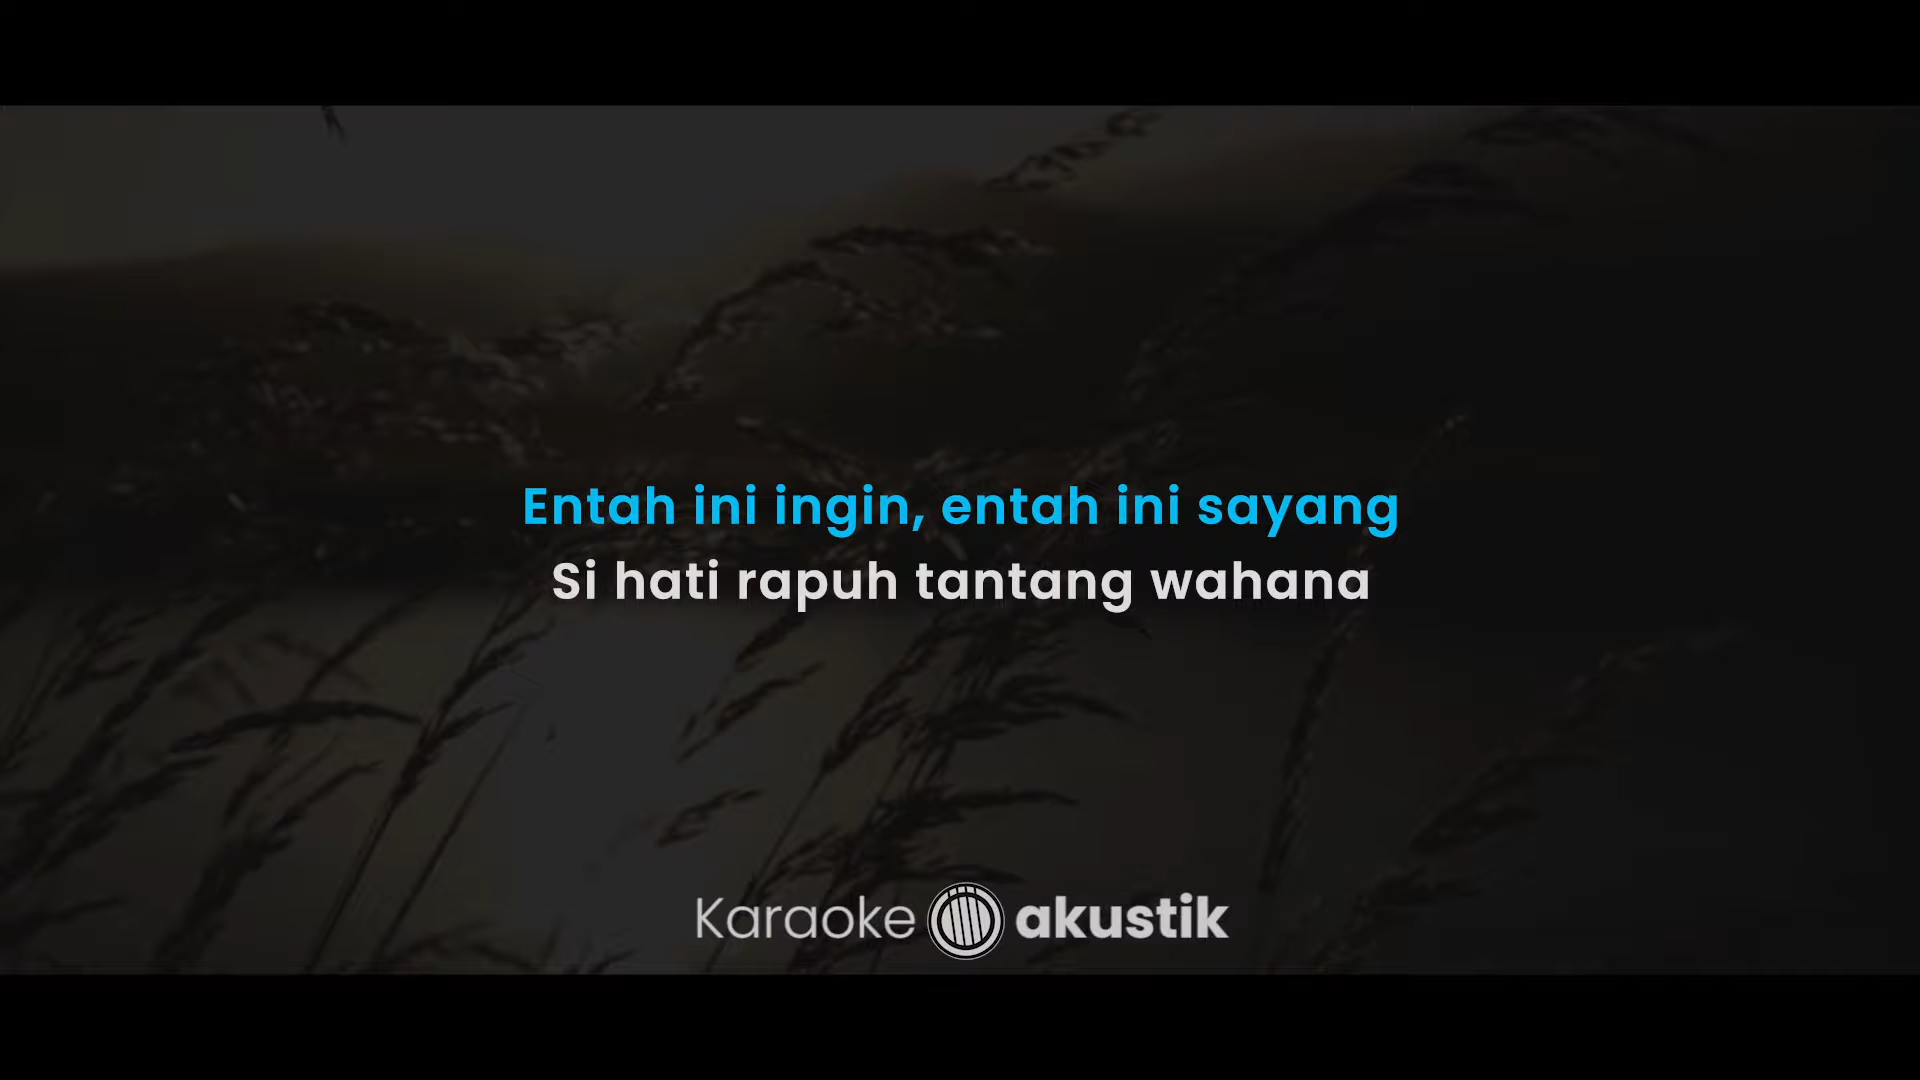 Entah ini ingin, entah ini sayang
Si hati rapuh tantang wahana
Karaoke akustik